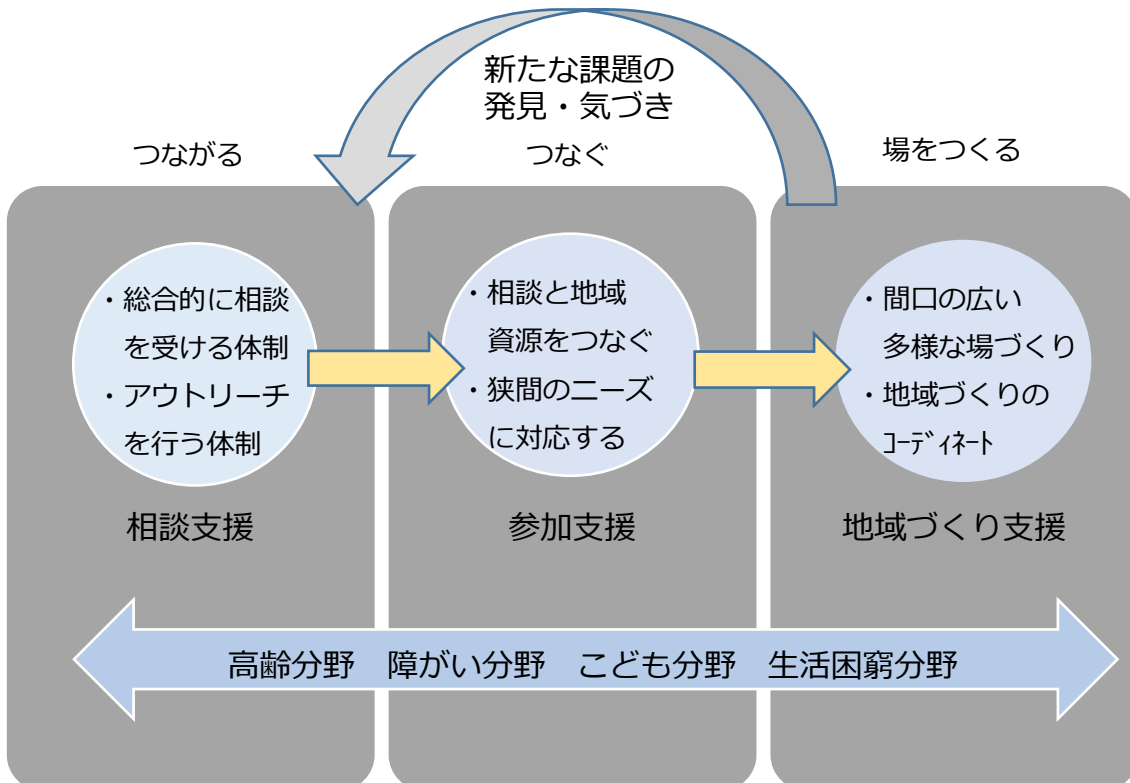 新たな課題の
発見・気づき
つながる
つなぐ
場をつくる
・総合的に相談
を受ける体制
・アウトリーチ
を行う体制
・相談と地域
資源をつなぐ
・狭間のニーズ
に対応する
・間口の広い
多様な場づくり
・地域づくりの
ｺｰﾃﾞｨﾈｰﾄ
相談支援
参加支援
地域づくり支援
高齢分野　障がい分野　こども分野　生活困窮分野